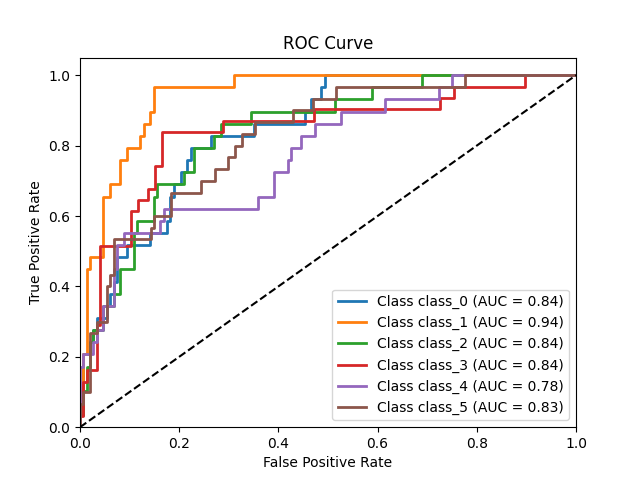 ROC Curve
1.0
0.8
0.6
0.4
0.2
0.0
True Positive Rate
Class class_0 (AUC = 0.84)
Class class_1 (AUC = 0.94)
Class class_2 (AUC = 0.84)
Class class_3 (AUC = 0.84)
Class class_4 (AUC = 0.78)
Class class_5 (AUC = 0.83)
0.0 0.2 0.4 0.6 0.8 1.0
False Positive Rate